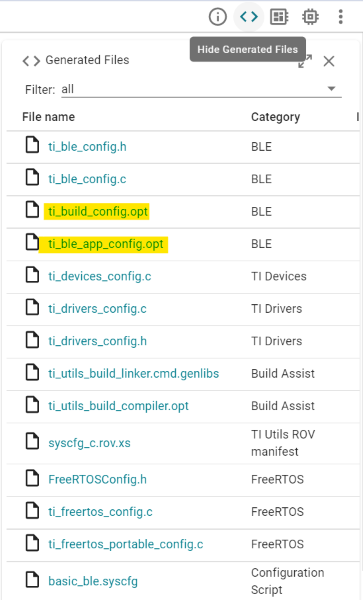 Hide Generated Files
<> Generated Files
Filter: all
File name Category I
ti_ble_config.h BLE
ti_ble_config.c BLE
ti_build_config.opt BLE
ti_ble_app_config.opt BLE
ti_devices_config.c TI Devices
ti_drivers_config.c TI Drivers
ti_drivers_config.h TI Drivers
ti_utils_build_linker.cmd.genlibs Build Assist
ti_utils_build_compiler.opt Build Assist
syscfg_c.rov.xs TI Utils ROV
manifest
FreeRTOSConfig.h FreeRTOS
ti_freertos_config.c FreeRTOS
ti_freertos_portable_config.c FreeRTOS
basic_ble.syscfg Configuration
Script